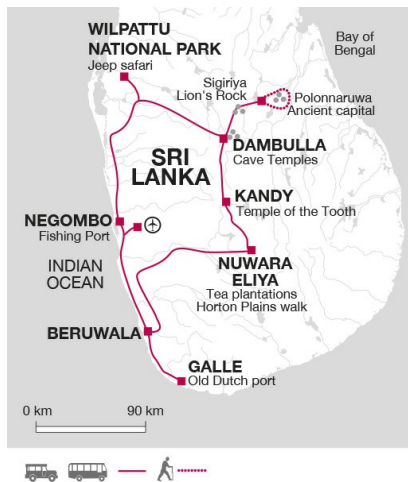 WILPATTU
NATIONAL PARK
Jeep safari
Bay of
Bengal
Sigiriya
Lion's Rock
Polonnaruwa
Ancient capital
DAMBULLA
Cave Temples
SRI
LANKA
KANDY
Temple of the Tooth
NEGOMBO
Fishing Port
INDIAN
OCEAN
NUWARA
ELIYA
Tea plantations
Horton Plains walk
BERUWALA
GALLE
Old Dutch port
0 km
90 km